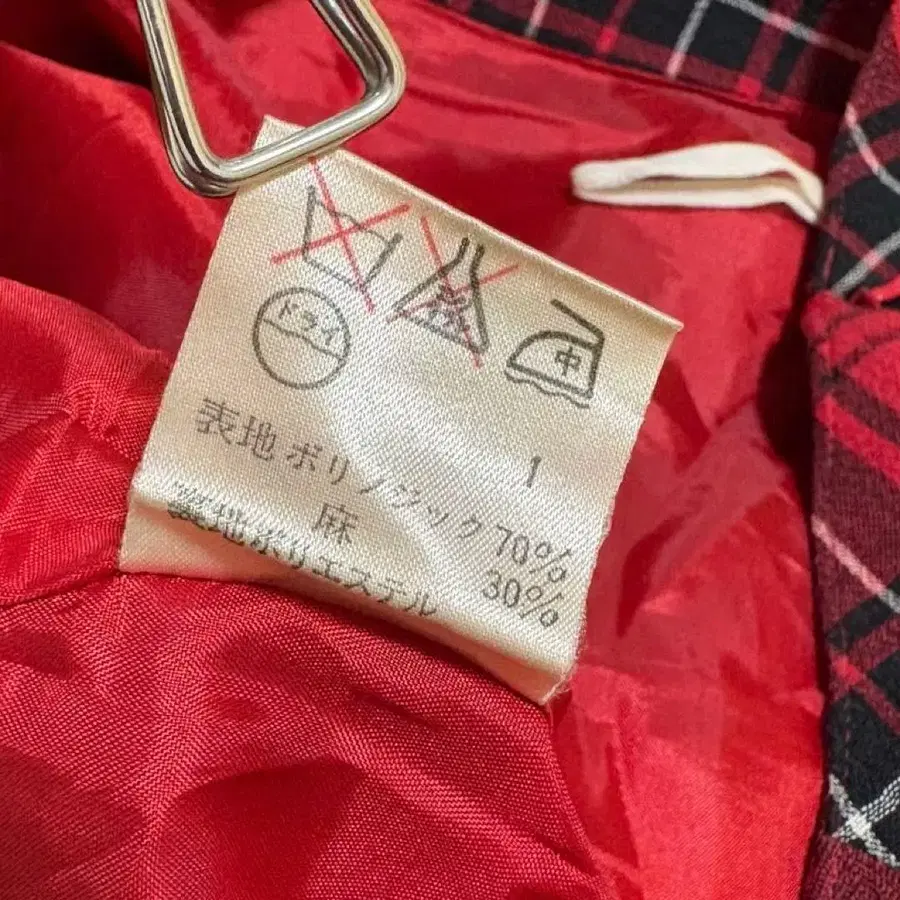 ドライ
中
1
表地 ポリノジック 70%
麻 30%
裏地 ポリエステル